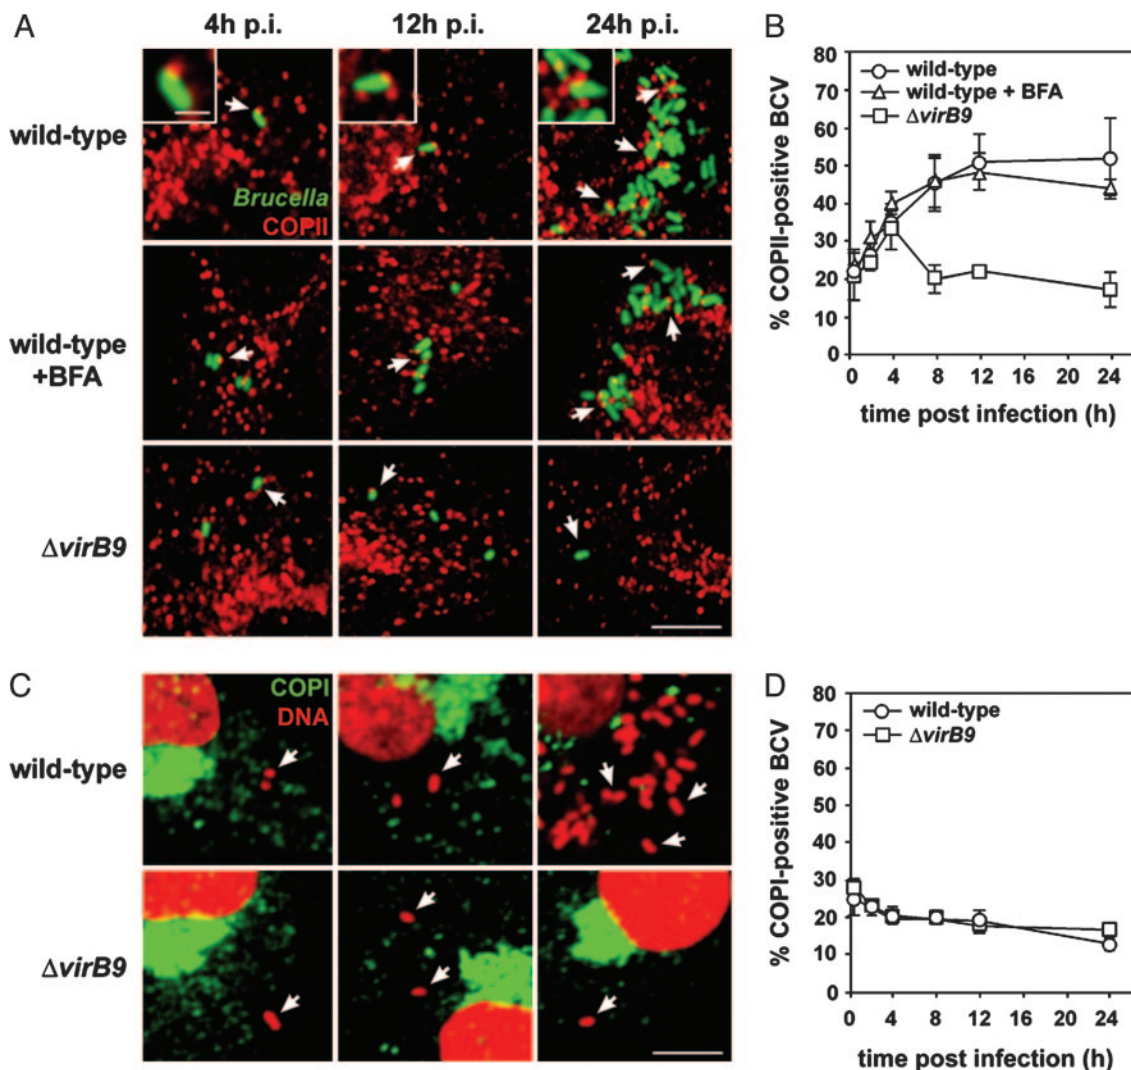 A
4h p.i.
12h p.i.
24h p.i.
wild-type
Brucella
COPII
wild-type
+BFA
ΔvirB9
B
80
70
60
50
40
30
20
10
0
% COPII-positive BCV
wild-type
wild-type + BFA
ΔvirB9
0 4 8 12 16 20 24
time post infection (h)
C
COPI
DNA
wild-type
ΔvirB9
D
80
70
60
50
40
30
20
10
0
% COPI-positive BCV
wild-type
ΔvirB9
0 4 8 12 16 20 24
time post infection (h)